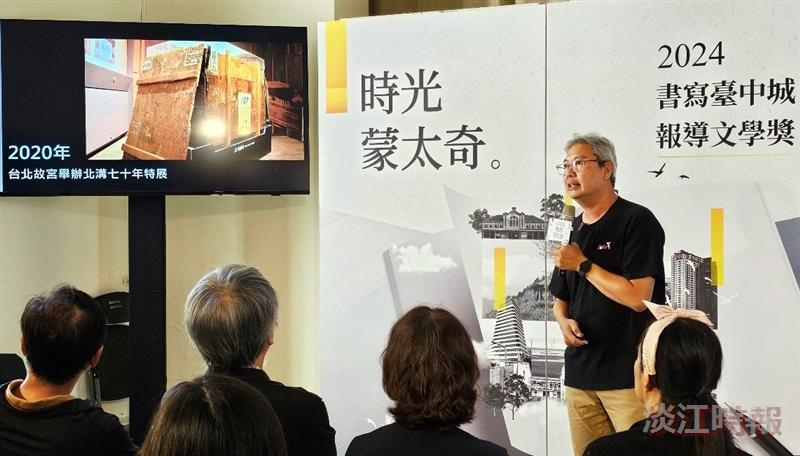 2020年
台北故宮舉辦北溝七十年特展
時光
蒙太奇。
2024
書寫臺中城
報導文學獎
淡江時報